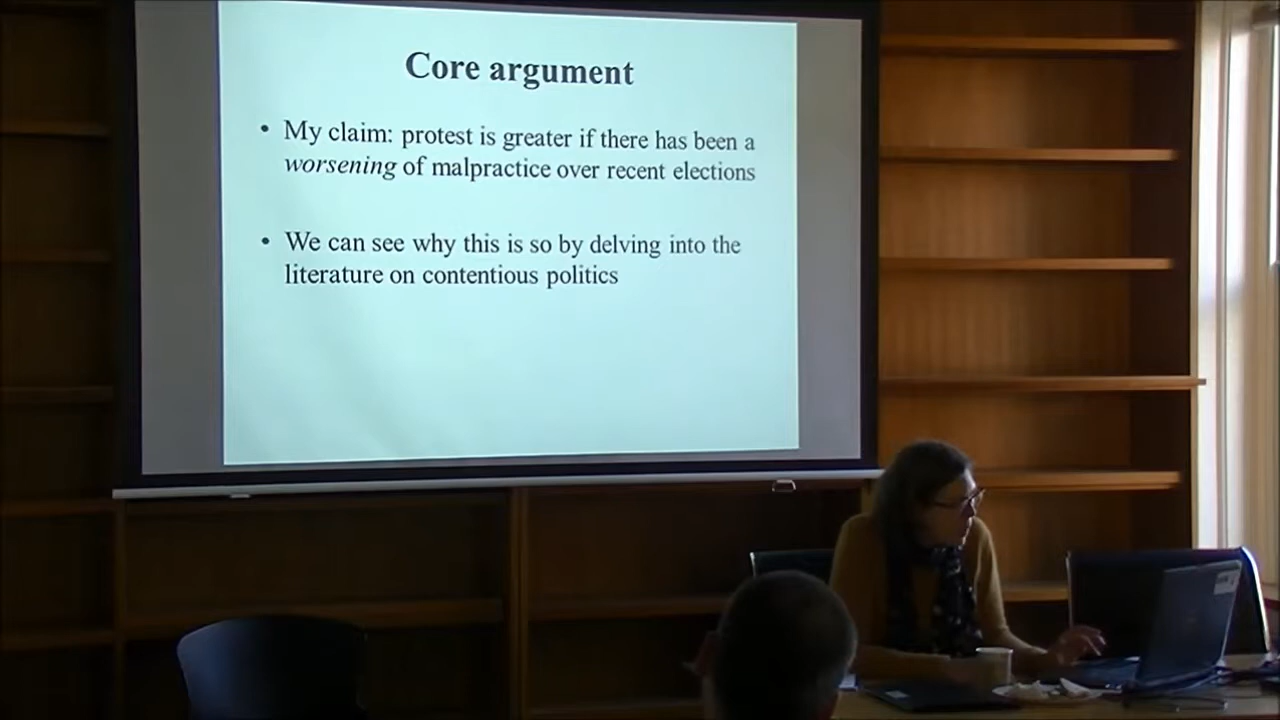 Core argument
• My claim: protest is greater if there has been a
worsening of malpractice over recent elections
• We can see why this is so by delving into the
literature on contentious politics